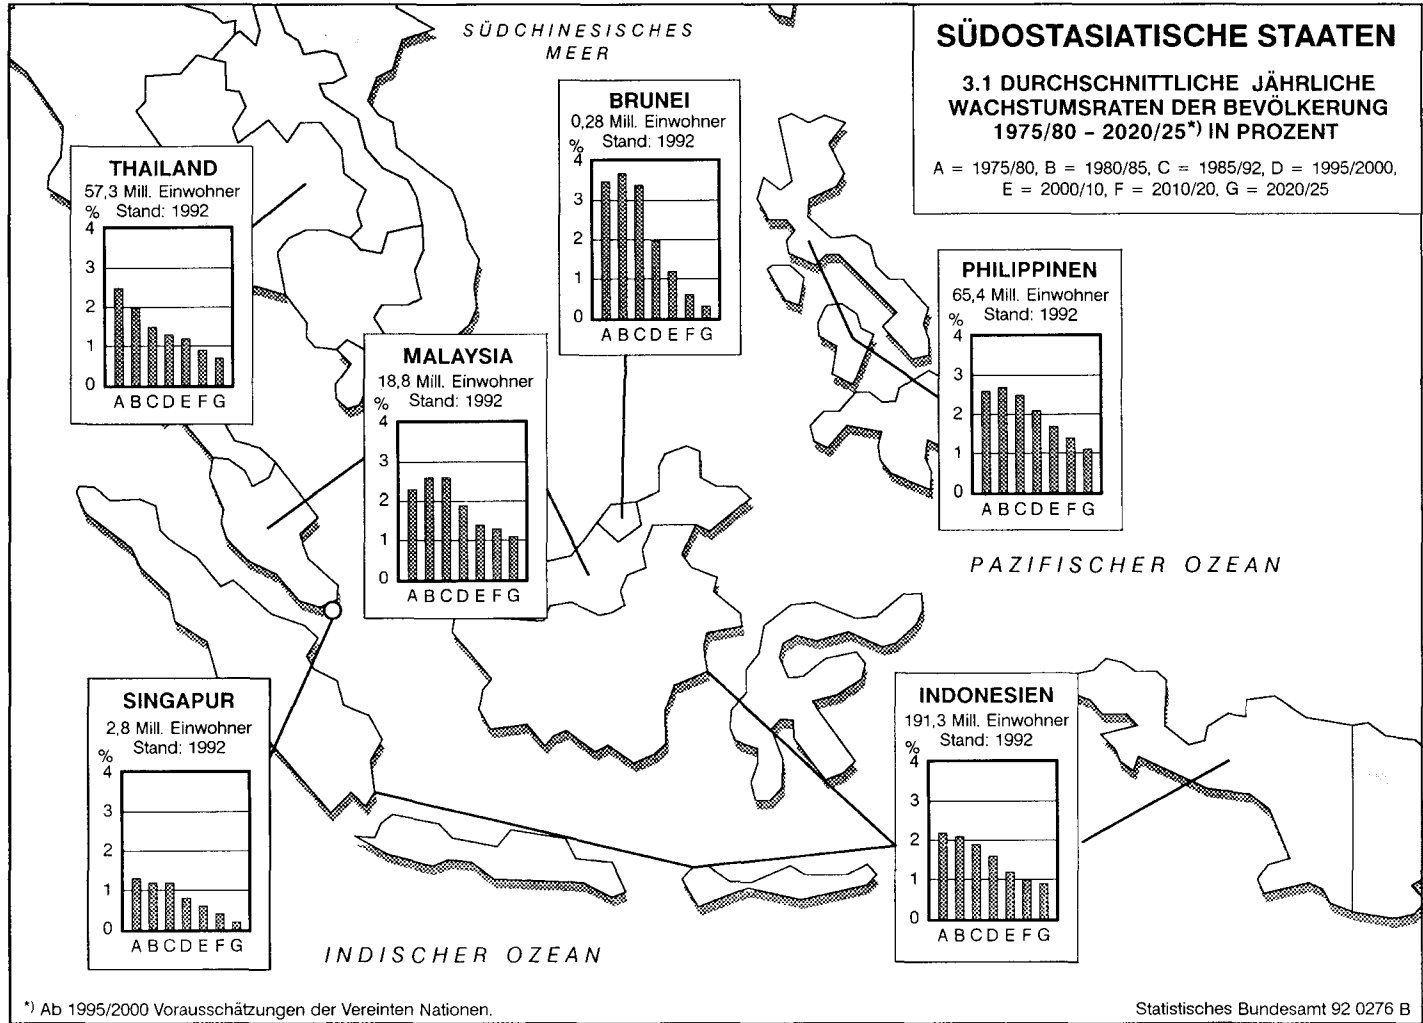 SÜDCHINESISCHES
MEER
SÜDOSTASIATISCHE STAATEN
3.1 DURCHSCHNITTLICHE JÄHRLICHE
WACHSTUMSRATEN DER BEVÖLKERUNG
1975/80 – 2020/25*) IN PROZENT
A = 1975/80, B = 1980/85, C = 1985/92, D = 1995/2000,
E = 2000/10, F = 2010/20, G = 2020/25
BRUNEI
0,28 Mill. Einwohner
Stand: 1992
%
4
3
2
1
0
A B C D E F G
THAILAND
57,3 Mill. Einwohner
% Stand: 1992
4
3
2
1
0
A B C D E F G
PHILIPPINEN
65,4 Mill. Einwohner
Stand: 1992
%
4
3
2
1
0
A B C D E F G
MALAYSIA
18,8 Mill. Einwohner
Stand: 1992
%
4
3
2
1
0
A B C D E F G
PAZIFISCHER OZEAN
SINGAPUR
2,8 Mill. Einwohner
Stand: 1992
%
4
3
2
1
0
A B C D E F G
INDONESIEN
191,3 Mill. Einwohner
Stand: 1992
%
4
3
2
1
0
A B C D E F G
INDISCHER OZEAN
*) Ab 1995/2000 Vorausschätzungen der Vereinten Nationen.
Statistisches Bundesamt 92 0276 B